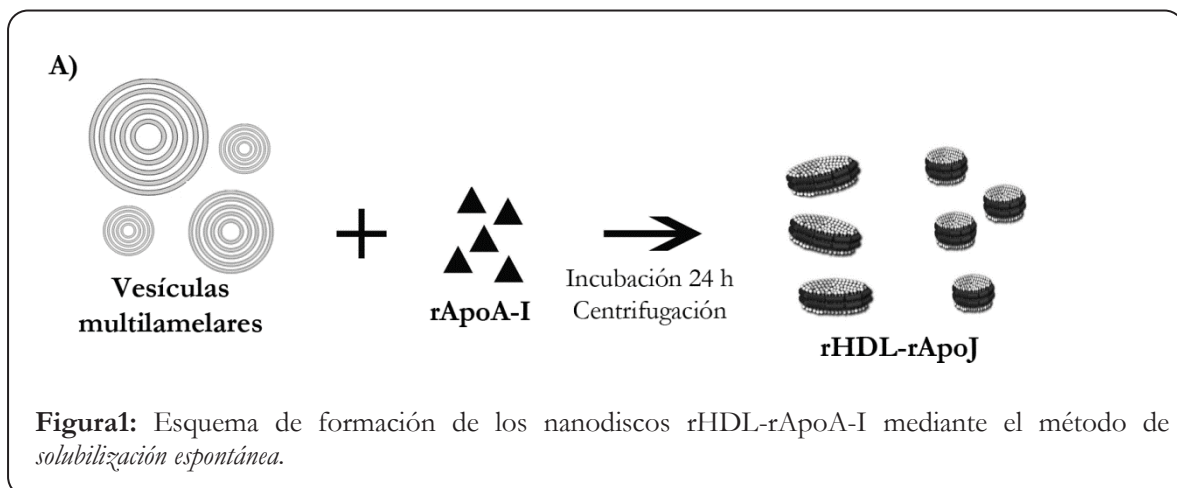 A)
Vesículas
multilamelares
rApoA-I
Incubación 24 h
Centrifugación
rHDL-rApoJ
Figura1: Esquema de formación de los nanodiscos rHDL-rApoA-I mediante el método de
solubilización espontánea.